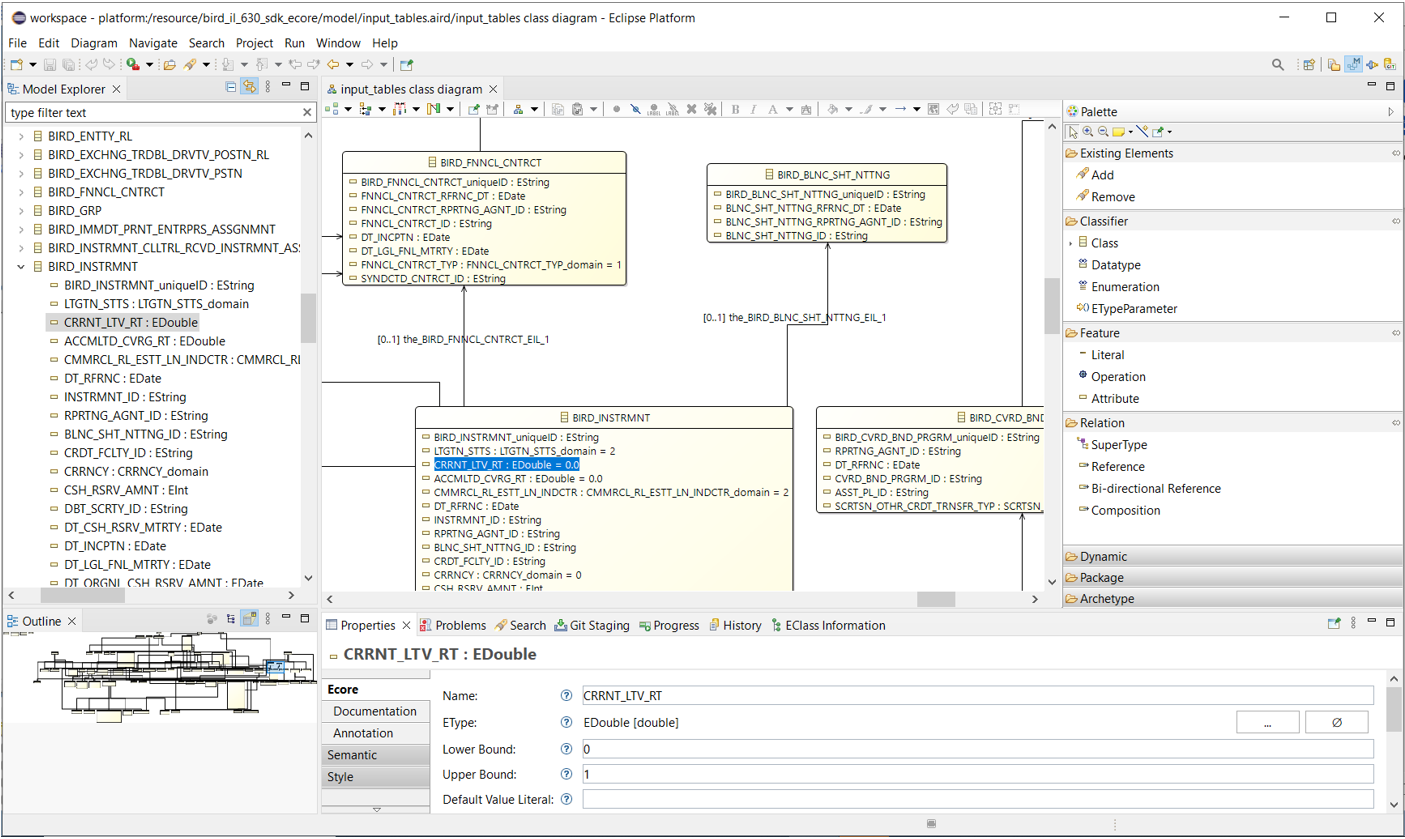 workspace - platform:/resource/bird_il_630_sdk_ecore/model/input_tables.aird/input_tables class diagram - Eclipse Platform
File Edit Diagram Navigate Search Project Run Window Help
Model Explorer
type filter text
BIRD_ENTTY_RL
BIRD_EXCHNG_TRDBL_DRVTV_POSTN_RL
BIRD_EXCHNG_TRDBL_DRVTV_PSTN
BIRD_FNNCL_CNTRCT
BIRD_GRP
BIRD_IMMDT_PRNT_ENTRPRS_ASSGNMNT
BIRD_INSTRMNT_CLLTRL_RCVD_INSTRMNT_ASS
BIRD_INSTRMNT
BIRD_INSTRMNT_uniqueID : EString
LTGTN_STTS : LTGTN_STTS_domain
CRRNT_LTV_RT : EDouble
ACCMLTD_CVRG_RT : EDouble
CMMRCL_RL_ESTT_LN_INDCTR : CMMRCL_RL
DT_RFRNC : EDate
INSTRMNT_ID : EString
RPRTNG_AGNT_ID : EString
BLNC_SHT_NTTNG_ID : EString
CRDT_FCLTY_ID : EString
CRRNCY : CRRNCY_domain
CSH_RSRV_AMNT : EInt
DBT_SCRTY_ID : EString
DT_CSH_RSRV_MTRTY : EDate
DT_INCPTN : EDate
DT_LGL_FNL_MTRTY : EDate
DT_ORGNL_CSH_RSRV_AMNT : EDate
Outline
input_tables class diagram
BIRD_FNNCL_CNTRCT
BIRD_FNNCL_CNTRCT_uniqueID : EString
FNNCL_CNTRCT_RFRNC_DT : EDate
FNNCL_CNTRCT_RPRTNG_AGNT_ID : EString
FNNCL_CNTRCT_ID : EString
DT_INCPTN : EDate
DT_LGL_FNL_MTRTY : EDate
FNNCL_CNTRCT_TYP : FNNCL_CNTRCT_TYP_domain = 1
SYNDCTD_CNTRCT_ID : EString
BIRD_BLNC_SHT_NTTNG
BIRD_BLNC_SHT_NTTNG_uniqueID : EString
BLNC_SHT_NTTNG_RFRNC_DT : EDate
BLNC_SHT_NTTNG_RPRTNG_AGNT_ID : EString
BLNC_SHT_NTTNG_ID : EString
[0..1] the_BIRD_FNNCL_CNTRCT_EIL_1
[0..1] the_BIRD_BLNC_SHT_NTTNG_EIL_1
BIRD_INSTRMNT
BIRD_INSTRMNT_uniqueID : EString
LTGTN_STTS : LTGTN_STTS_domain = 2
CRRNT_LTV_RT : EDouble = 0.0
ACCMLTD_CVRG_RT : EDouble = 0.0
CMMRCL_RL_ESTT_LN_INDCTR : CMMRCL_RL_ESTT_LN_INDCTR_domain = 2
DT_RFRNC : EDate
INSTRMNT_ID : EString
RPRTNG_AGNT_ID : EString
BLNC_SHT_NTTNG_ID : EString
CRDT_FCLTY_ID : EString
CRRNCY : CRRNCY_domain = 0
CSH_RSRV_AMNT : EInt
BIRD_CVRD_BND
BIRD_CVRD_BND_PRGRM_uniqueID : EString
RPRTNG_AGNT_ID : EString
DT_RFRNC : EDate
CVRD_BND_PRGRM_ID : EString
ASST_PL_ID : EString
SCRTSN_OTHR_CRDT_TRNSFR_TYP : SCRTSN_
Palette
Existing Elements
Add
Remove
Classifier
Class
Datatype
Enumeration
ETypeParameter
Feature
Literal
Operation
Attribute
Relation
SuperType
Reference
Bi-directional Reference
Composition
Dynamic
Package
Archetype
Properties Problems Search Git Staging Progress History EClass Information
CRRNT_LTV_RT : EDouble
Ecore
Documentation
Annotation
Semantic
Style
Name: CRRNT_LTV_RT
EType: EDouble [double] ...
Lower Bound: 0
Upper Bound: 1
Default Value Literal: